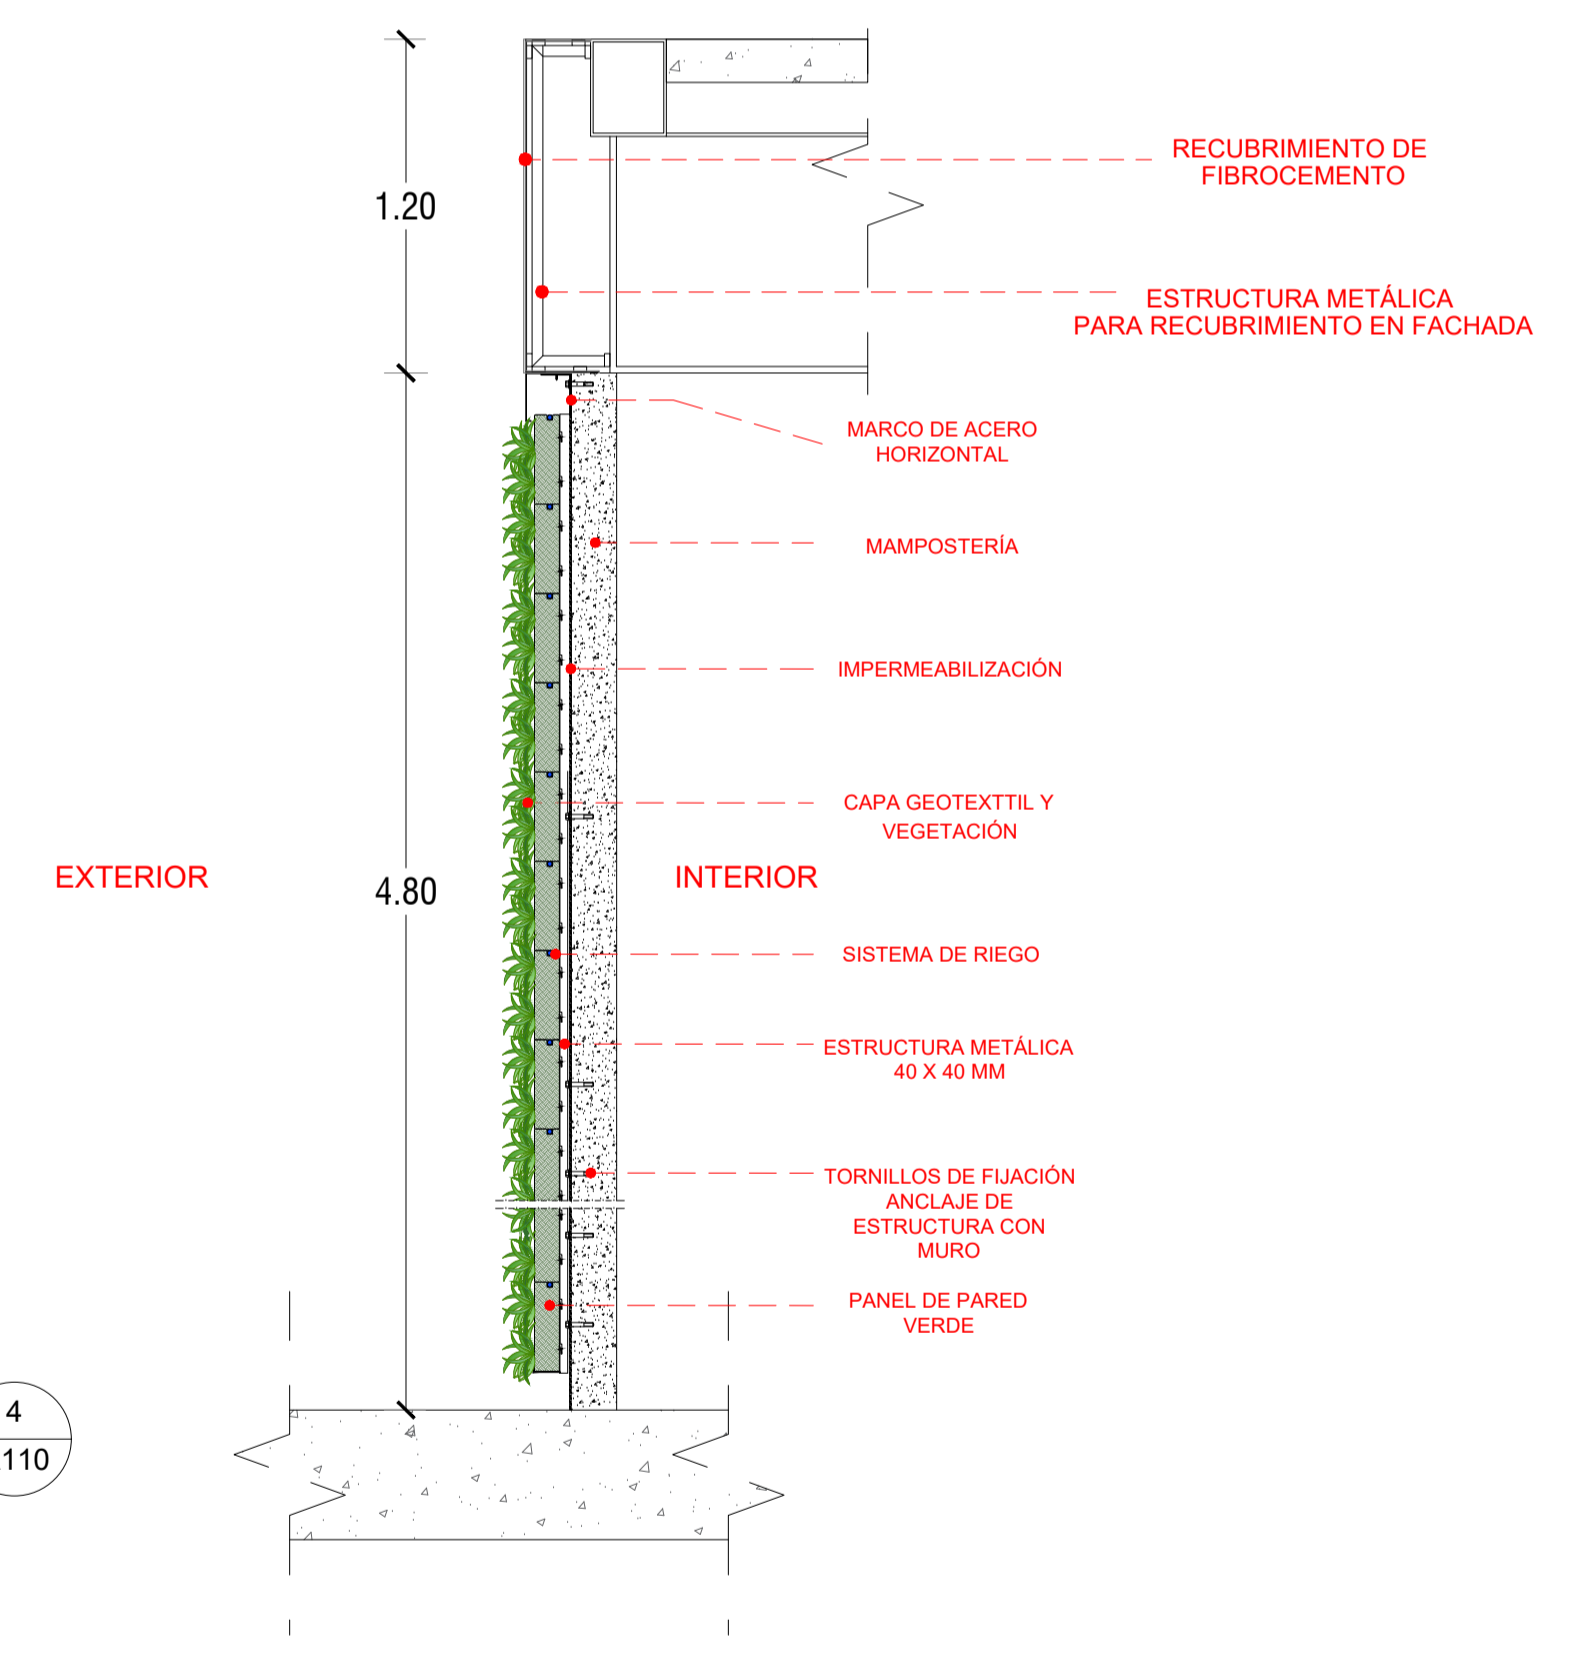 RECUBRIMIENTO DE
FIBROCEMENTO
1.20
ESTRUCTURA METÁLICA
PARA RECUBRIMIENTO EN FACHADA
MARCO DE ACERO
HORIZONTAL
MAMPOSTERÍA
IMPERMEABILIZACIÓN
CAPA GEOTEXTTIL Y
VEGETACIÓN
EXTERIOR
4.80
INTERIOR
SISTEMA DE RIEGO
ESTRUCTURA METÁLICA
40 X 40 MM
TORNILLOS DE FIJACIÓN
ANCLAJE DE
ESTRUCTURA CON
MURO
PANEL DE PARED
VERDE
4
110